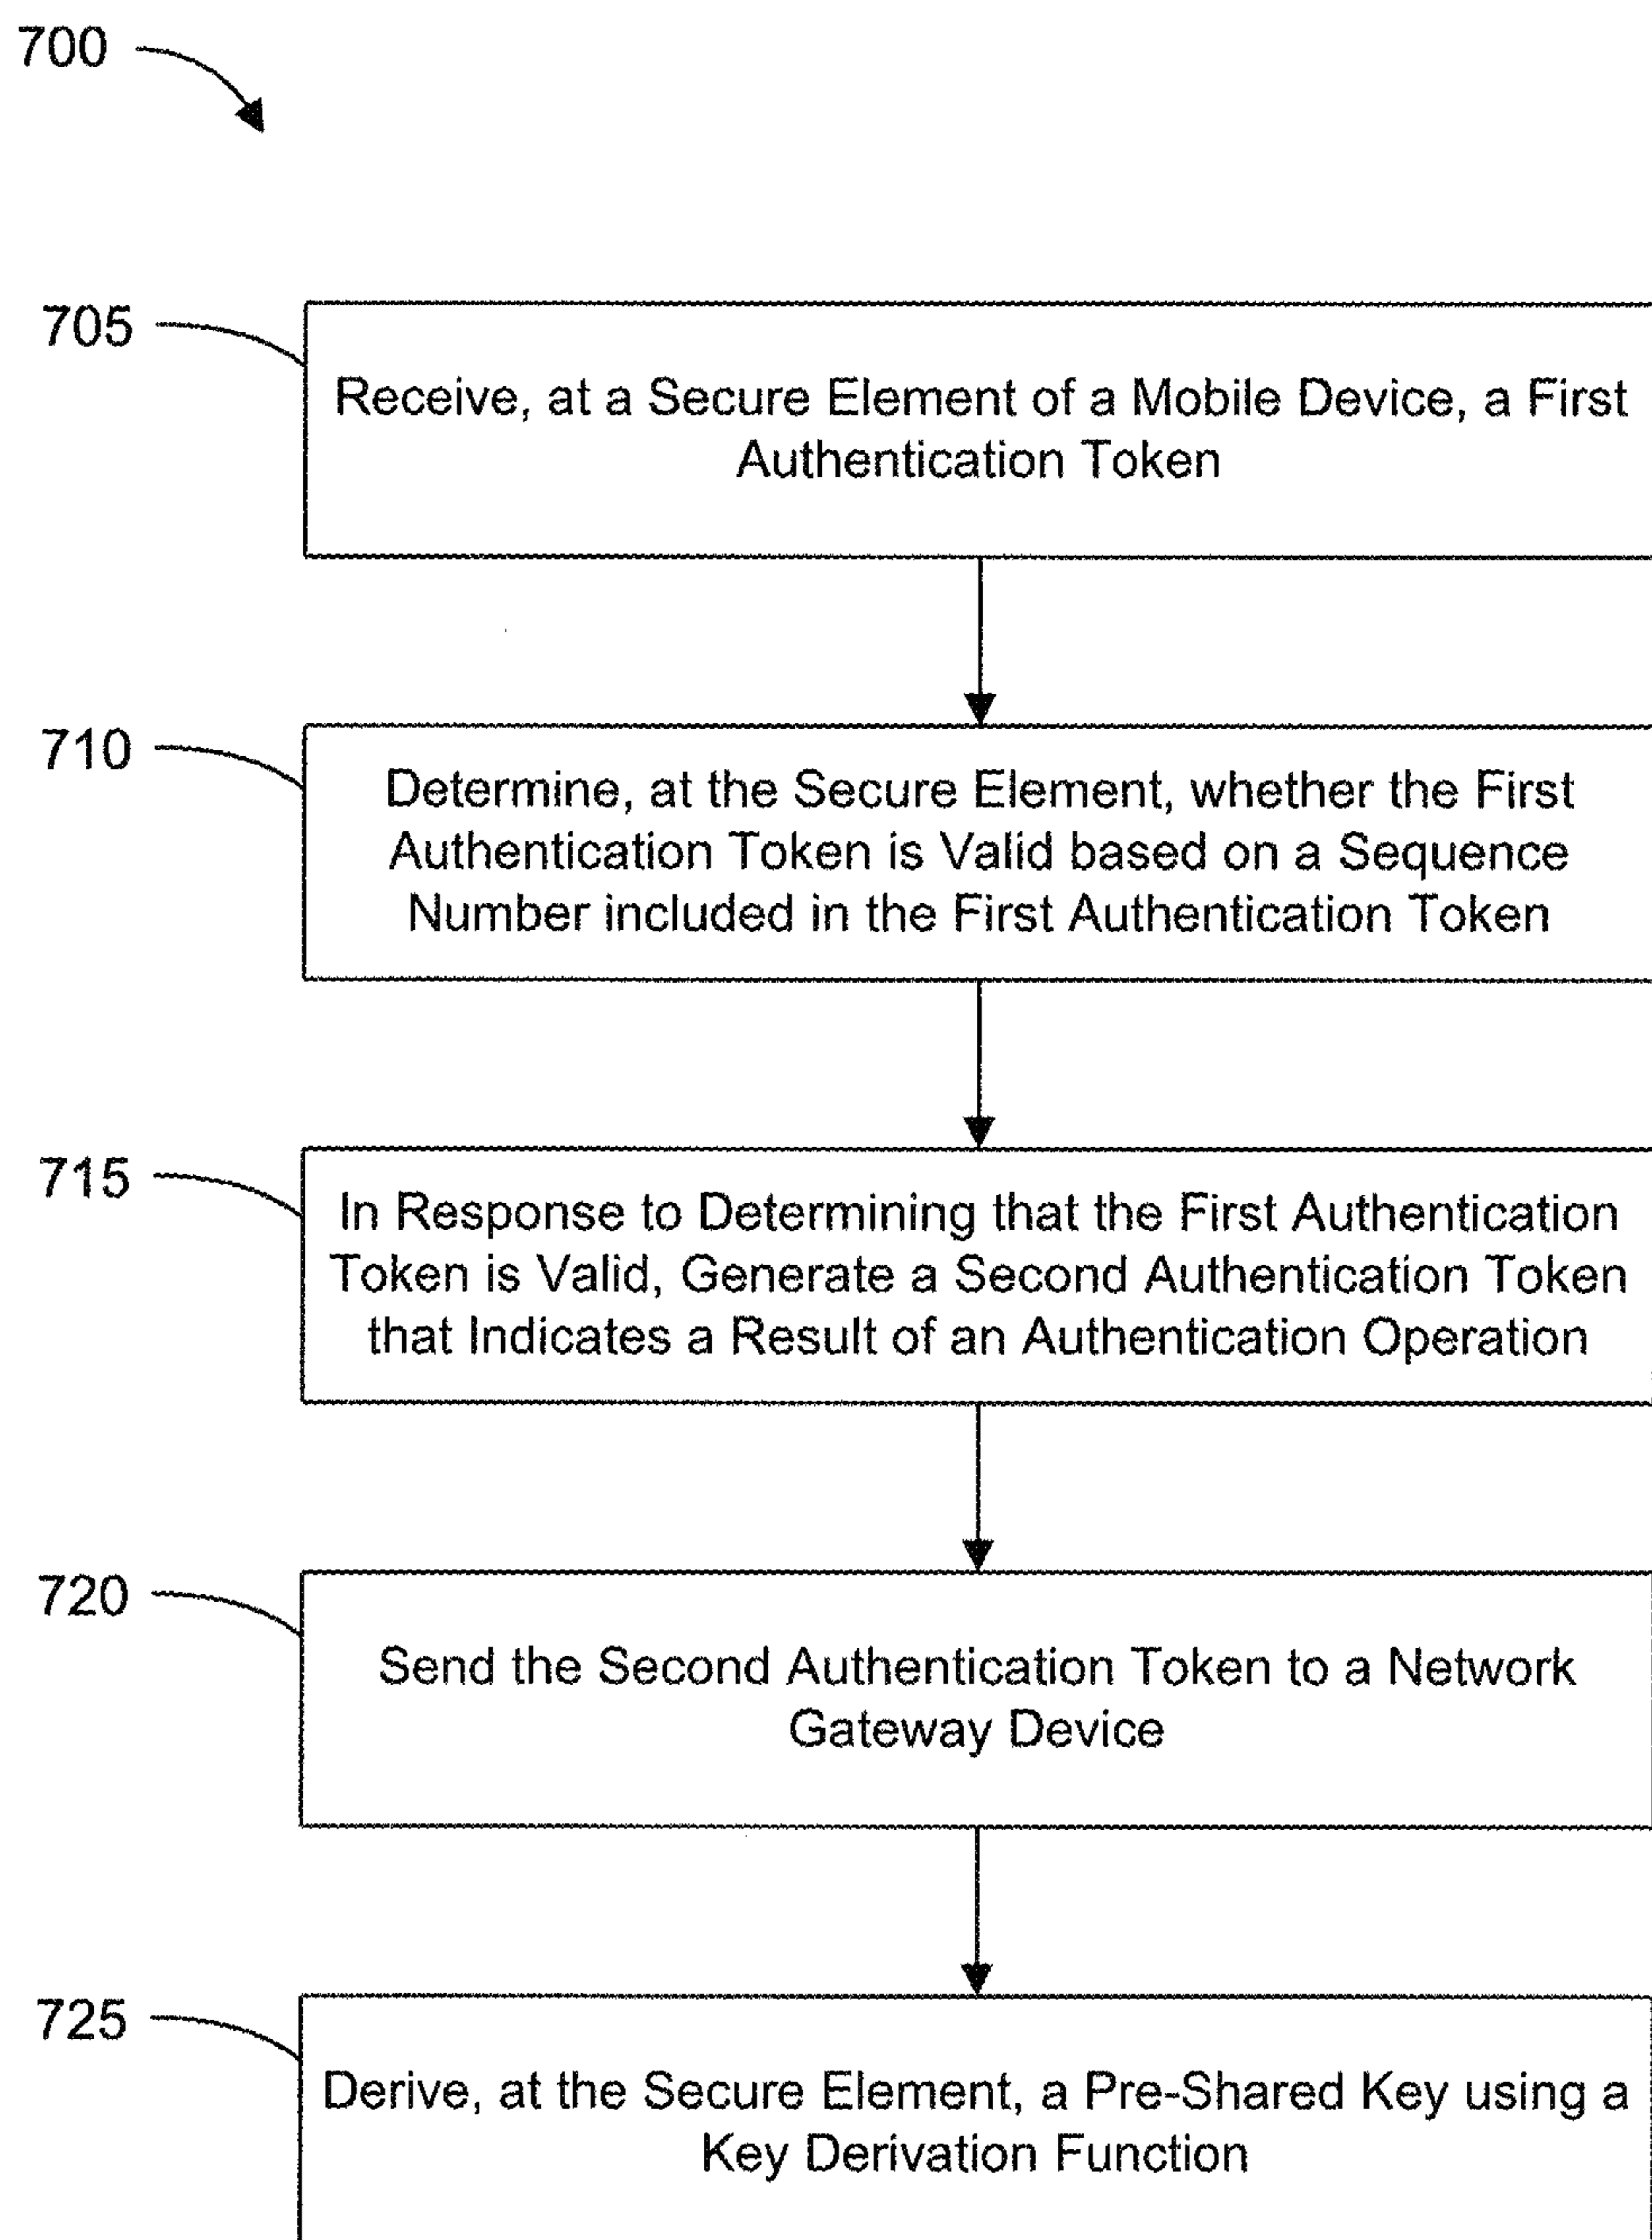 700
705
Receive, at a Secure Element of a Mobile Device, a First
Authentication Token
710
Determine, at the Secure Element, whether the First
Authentication Token is Valid based on a Sequence
Number included in the First Authentication Token
715
In Response to Determining that the First Authentication
Token is Valid, Generate a Second Authentication Token
that Indicates a Result of an Authentication Operation
720
Send the Second Authentication Token to a Network
Gateway Device
725
Derive, at the Secure Element, a Pre-Shared Key using a
Key Derivation Function